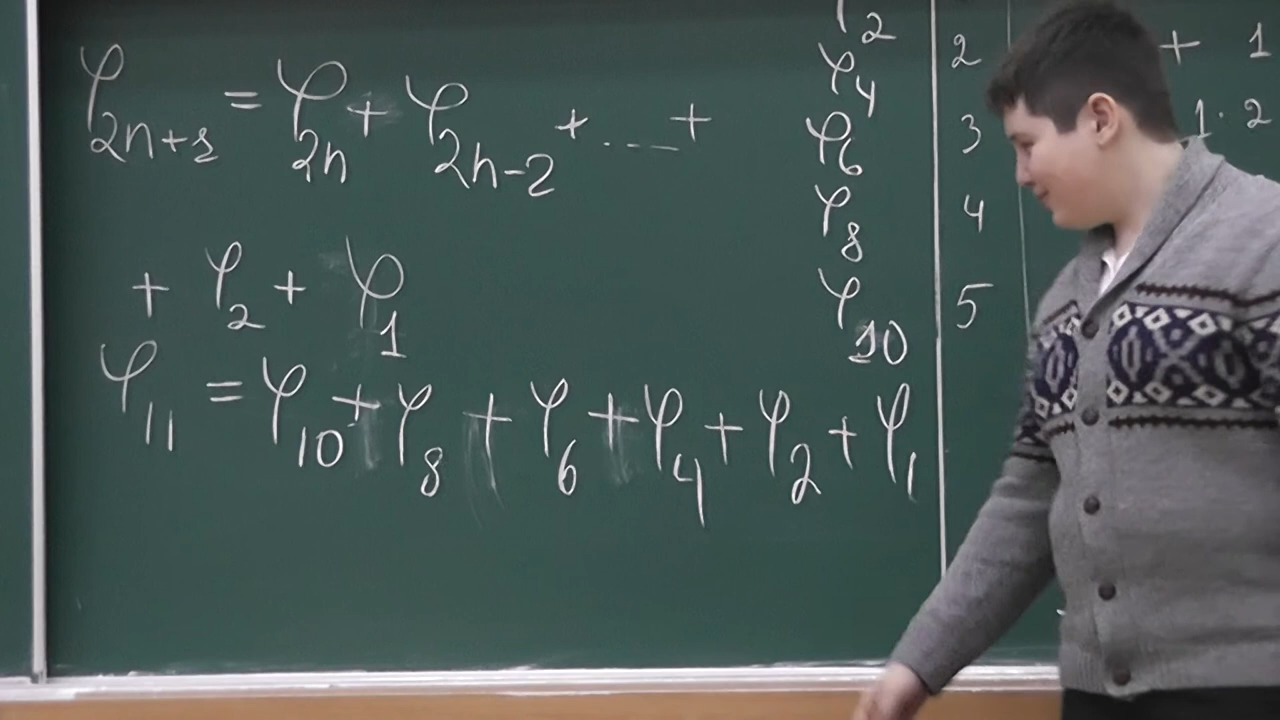 φ₂ₙ₊₁ = φ₂ₙ + φ₂ₙ₋₂ + .... +
+ φ₂ + φ₁
φ₁₁ = φ₁₀ + φ₈ + φ₆ + φ₄ + φ₂ + φ₁
φ₂
φ₄
φ₆
φ₈
φ₁₀
2 + 1
3 1·2
4
5